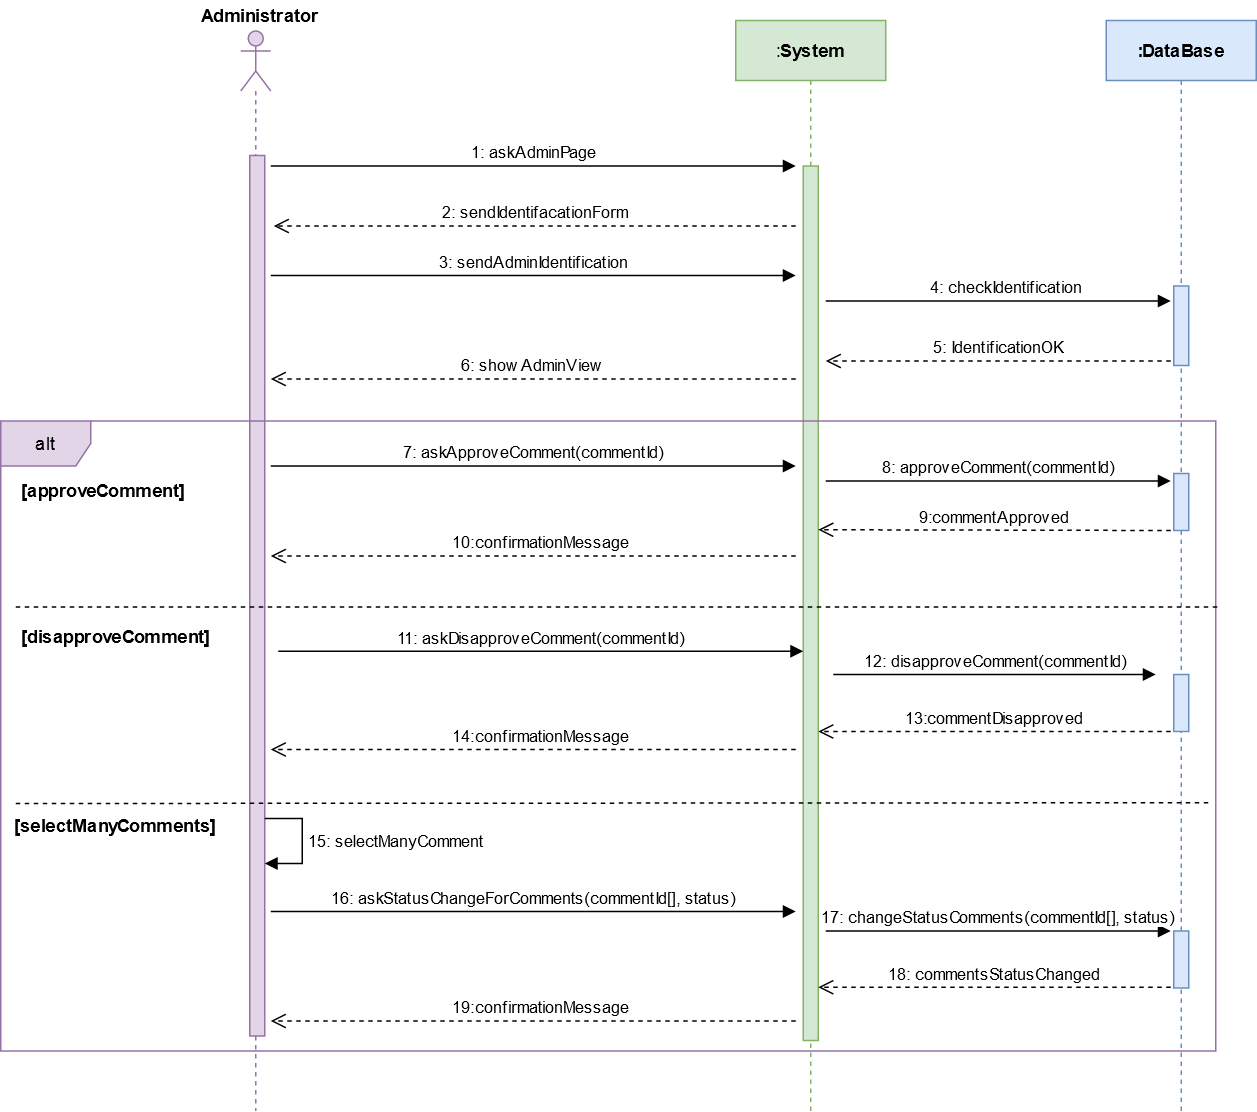 Administrator
:System
:DataBase
1: askAdminPage
2: sendIdentifacationForm
3: sendAdminIdentification
4: checkIdentification
5: IdentificationOK
6: show AdminView
alt
7: askApproveComment(commentId)
8: approveComment(commentId)
[approveComment]
9:commentApproved
10:confirmationMessage
[disapproveComment]
11: askDisapproveComment(commentId)
12: disapproveComment(commentId)
13:commentDisapproved
14:confirmationMessage
[selectManyComments]
15: selectManyComment
16: askStatusChangeForComments(commentId[], status)
17: changeStatusComments(commentId[], status)
18: commentsStatusChanged
19:confirmationMessage